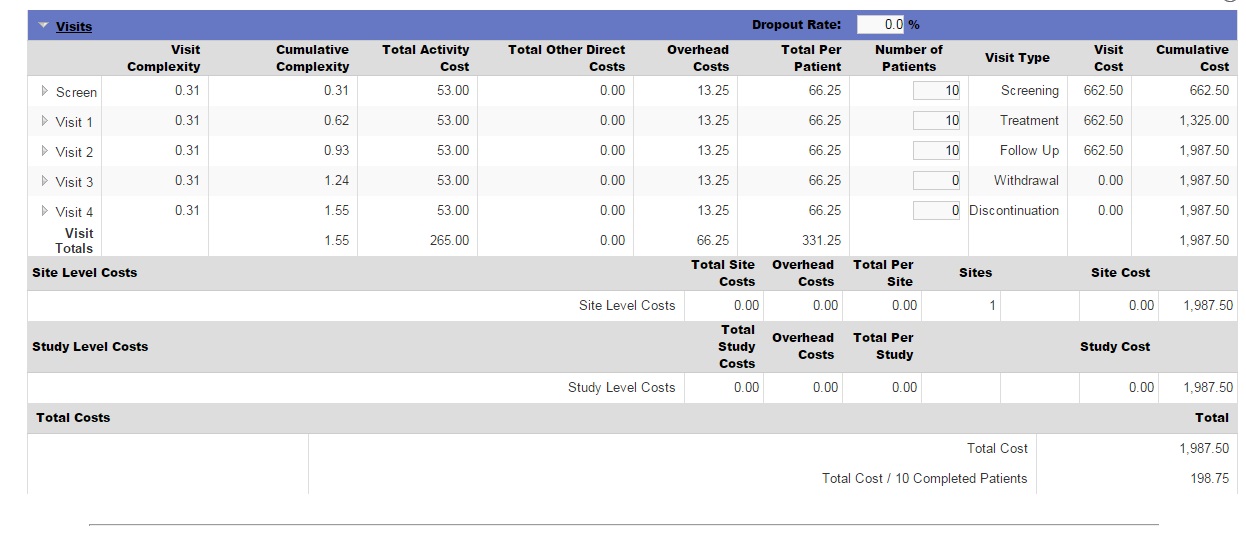 Visits Dropout Rate: 0.0 %
Visit Complexity Cumulative Complexity Total Activity Cost Total Other Direct Costs Overhead Costs Total Per Patient Number of Patients Visit Type Visit Cost Cumulative Cost
Screen 0.31 0.31 53.00 0.00 13.25 66.25 10 Screening 662.50 662.50
Visit 1 0.31 0.62 53.00 0.00 13.25 66.25 10 Treatment 662.50 1,325.00
Visit 2 0.31 0.93 53.00 0.00 13.25 66.25 10 Follow Up 662.50 1,987.50
Visit 3 0.31 1.24 53.00 0.00 13.25 66.25 0 Withdrawal 0.00 1,987.50
Visit 4 0.31 1.55 53.00 0.00 13.25 66.25 0 Discontinuation 0.00 1,987.50
Visit Totals 1.55 265.00 0.00 66.25 331.25 1,987.50
Site Level Costs Total Site Costs Overhead Costs Total Per Site Sites Site Cost
Site Level Costs 0.00 0.00 0.00 1 0.00 1,987.50
Study Level Costs Total Study Costs Overhead Costs Total Per Study Study Cost
Study Level Costs 0.00 0.00 0.00 0.00 1,987.50
Total Costs Total
Total Cost 1,987.50
Total Cost / 10 Completed Patients 198.75